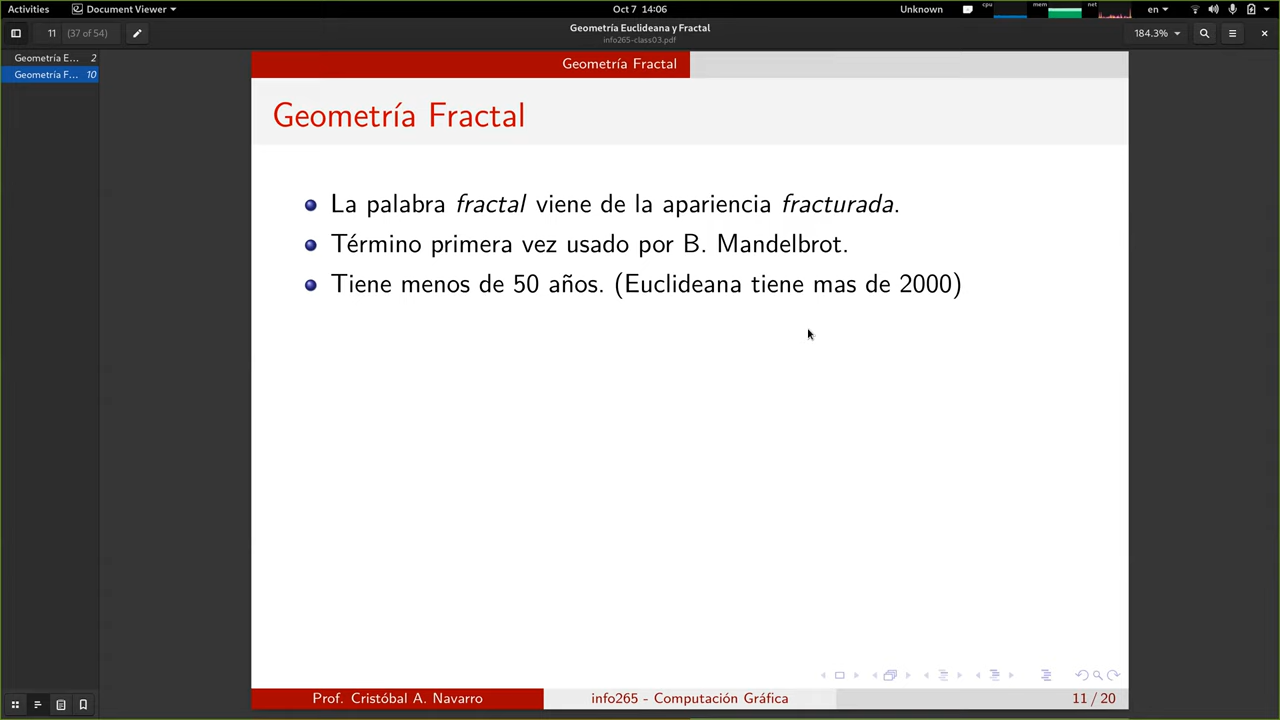 Activities
Document Viewer
Oct 7 14:06
Unknown
cpu
mem
net
en
11
(37 of 54)
Geometría Euclideana y Fractal
info265-class03.pdf
184.3%
Geometría E... 2
Geometría F... 10
Geometría Fractal
Geometría Fractal
La palabra fractal viene de la apariencia fracturada.
Término primera vez usado por B. Mandelbrot.
Tiene menos de 50 años. (Euclideana tiene mas de 2000)
Prof. Cristóbal A. Navarro
info265 - Computación Gráfica
11 / 20